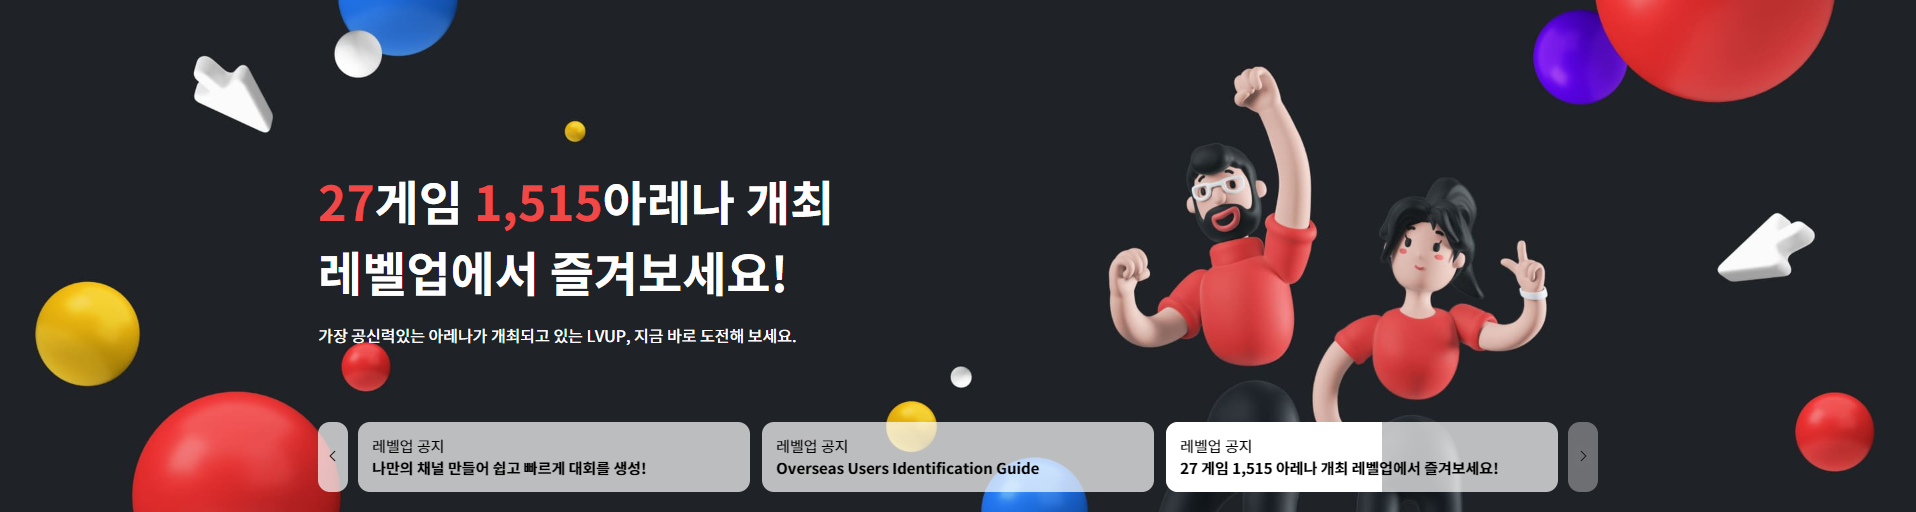 27게임 1,515아레나 개최
레벨업에서 즐겨보세요!
가장 공신력있는 아레나가 개최되고 있는 LVUP, 지금 바로 도전해 보세요.
레벨업 공지
나만의 채널 만들어 쉽고 빠르게 대회를 생성!
레벨업 공지
Overseas Users Identification Guide
레벨업 공지
27 게임 1,515 아레나 개최 레벨업에서 즐겨보세요!